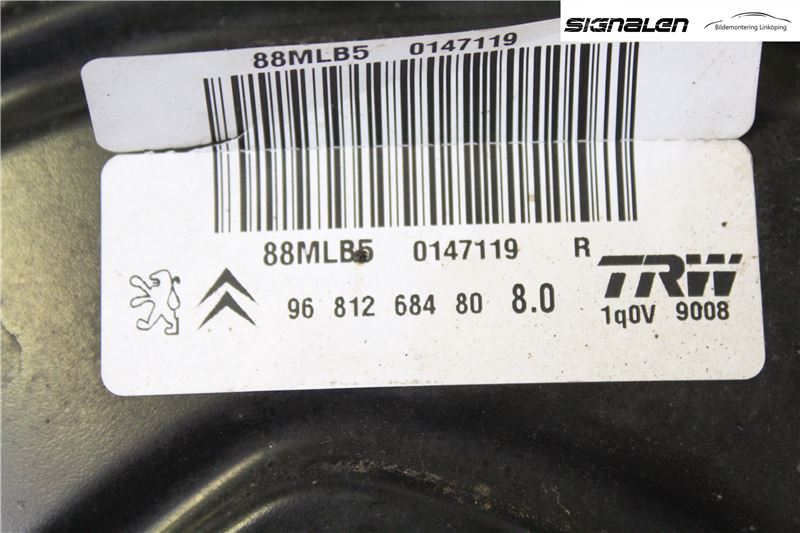 SIGNALEN
Bildemontering Linköping
88MLB5 0147119
88MLB5 0147119 R
TRW
96 812 684 80 8.0
1q0V 9008